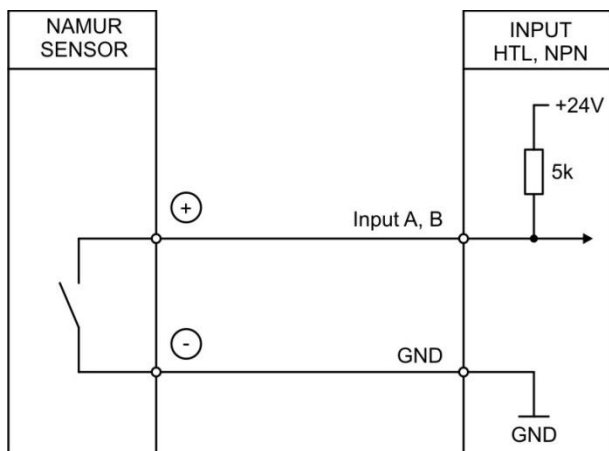 NAMUR
SENSOR
INPUT
HTL, NPN
+24V
5k
+
Input A, B
-
GND
GND